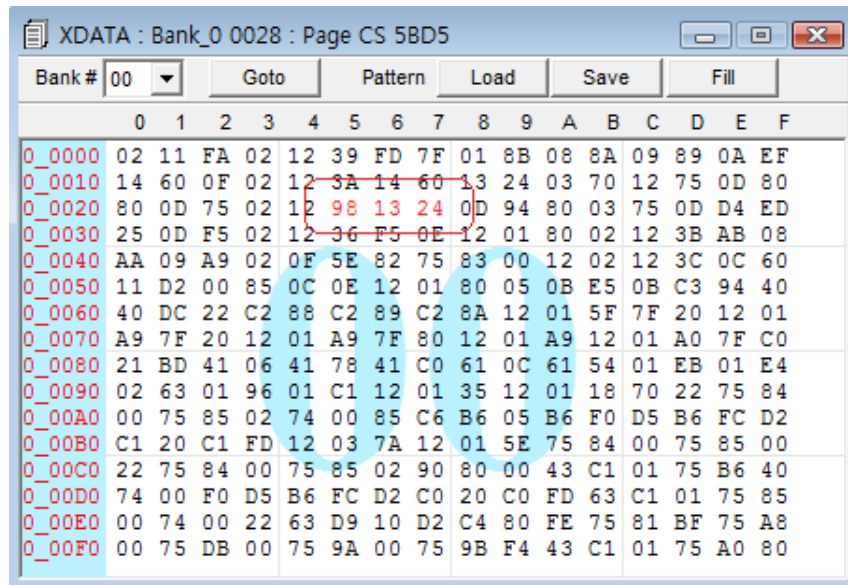 XDATA : Bank_0 0028 : Page CS 5BD5
Bank # 00 Goto Pattern Load Save Fill
0 1 2 3 4 5 6 7 8 9 A B C D E F
0_0000 02 11 FA 02 12 39 FD 7F 01 8B 08 8A 09 89 0A EF
0_0010 14 60 0F 02 12 3A 14 60 13 24 03 70 12 75 0D 80
0_0020 80 0D 75 02 12 98 13 24 0D 94 80 03 75 0D D4 ED
0_0030 25 0D F5 02 12 36 F5 0E 12 01 80 02 12 3B AB 08
0_0040 AA 09 A9 02 0F 5E 82 75 83 00 12 02 12 3C 0C 60
0_0050 11 D2 00 85 0C 0E 12 01 80 05 0B E5 0B C3 94 40
0_0060 40 DC 22 C2 88 C2 89 C2 8A 12 01 5F 7F 20 12 01
0_0070 A9 7F 20 12 01 A9 7F 80 12 01 A9 12 01 A0 7F C0
0_0080 21 BD 41 06 41 78 41 C0 61 0C 61 54 01 EB 01 E4
0_0090 02 63 01 96 01 C1 12 01 35 12 01 18 70 22 75 84
0_00A0 00 75 85 02 74 00 85 C6 B6 05 B6 F0 D5 B6 FC D2
0_00B0 C1 20 C1 FD 12 03 7A 12 01 5E 75 84 00 75 85 00
0_00C0 22 75 84 00 75 85 02 90 80 00 43 C1 01 75 B6 40
0_00D0 74 00 F0 D5 B6 FC D2 C0 20 C0 FD 63 C1 01 75 85
0_00E0 00 74 00 22 63 D9 10 D2 C4 80 FE 75 81 BF 75 A8
0_00F0 00 75 DB 00 75 9A 00 75 9B F4 43 C1 01 75 A0 80
00